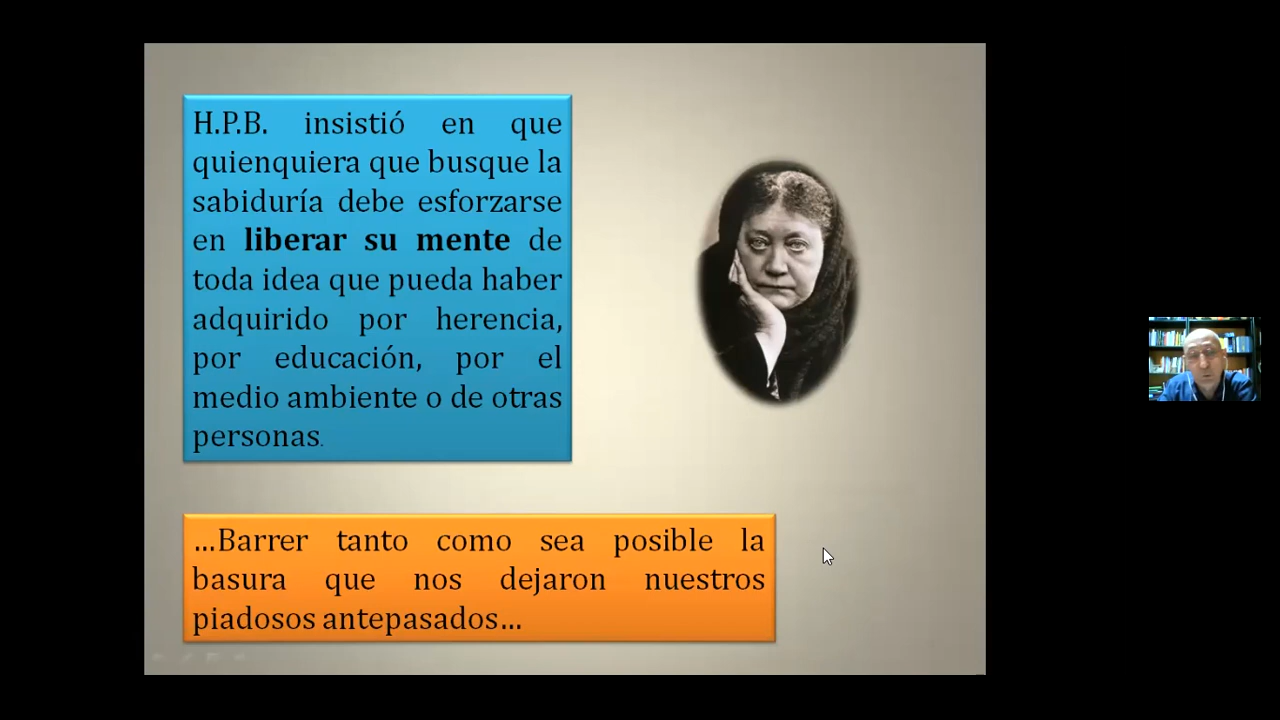 H.P.B. insistió en que
quienquiera que busque la
sabiduría debe esforzarse
en liberar su mente de
toda idea que pueda haber
adquirido por herencia,
por educación, por el
medio ambiente o de otras
personas.
...Barrer tanto como sea posible la
basura que nos dejaron nuestros
piadosos antepasados...